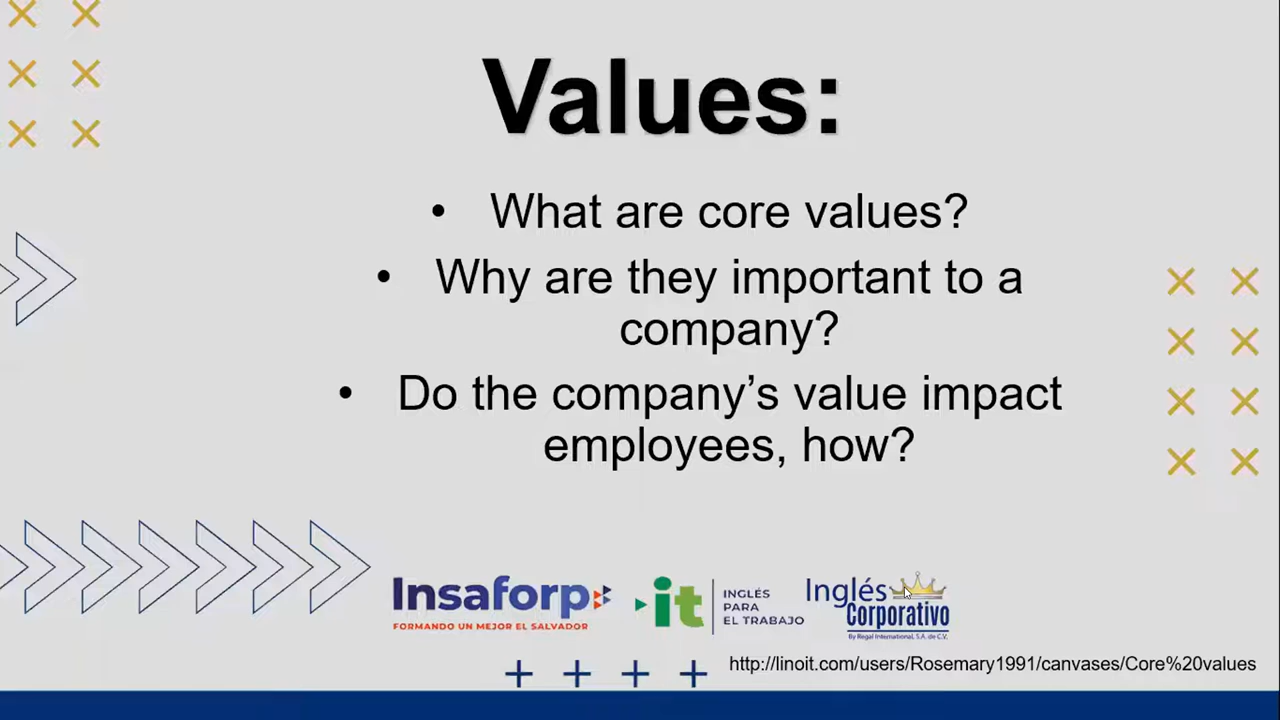 Values:
• What are core values?
• Why are they important to a
company?
• Do the company’s value impact
employees, how?
Insaforp
FORMANDO UN MEJOR EL SALVADOR
it
INGLÉS
PARA
EL TRABAJO
Inglés
Corporativo
By Regal International, S.A. de C.V.
http://linoit.com/users/Rosemary1991/canvases/Core%20values